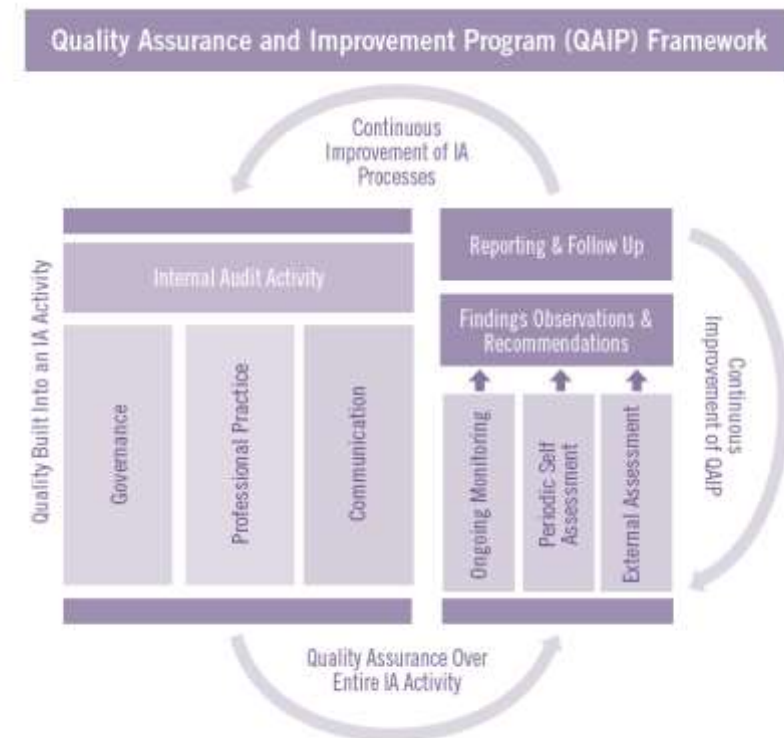 Quality Assurance and Improvement Program (QAIP) Framework
Continuous
Improvement of IA
Processes
Quality Built Into an IA Activity
Internal Audit Activity
Governance
Professional Practice
Communication
Reporting & Follow Up
Findings Observations &
Recommendations
Ongoing Monitoring
Periodic Self
Assessment
External Assessment
Continuous
Improvement of QAIP
Quality Assurance Over
Entire IA Activity